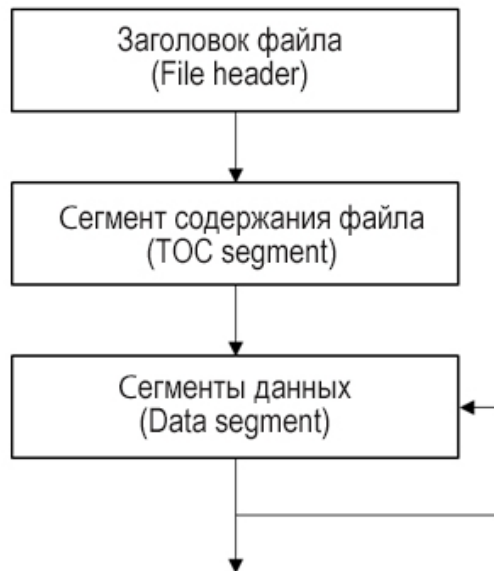 Заголовок файла
(File header)
Сегмент содержания файла
(TOC segment)
Сегменты данных
(Data segment)